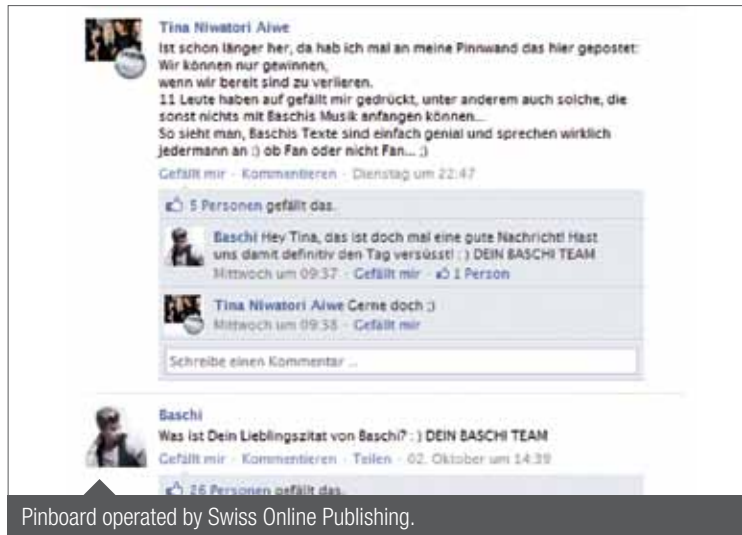 Tina Niwatori Aiwe
Ist schon länger her, da hab ich mal an meine Pinnwand das hier gepostet:
Wir können nur gewinnen,
wenn wir bereit sind zu verlieren.
11 Leute haben auf gefällt mir gedrückt, unter anderem auch solche, die
sonst nichts mit Baschis Musik anfangen können...
So sieht man, Baschis Texte sind einfach genial und sprechen wirklich
jedermann an :) ob Fan oder nicht Fan... ;)
Gefällt mir · Kommentieren · Dienstag um 22:47
5 Personen gefällt das.
Baschi Hey Tina, das ist doch mal eine gute Nachricht! Hast
uns damit definitiv den Tag versüsst! : ) DEIN BASCHI TEAM
Mittwoch um 09:37 · Gefällt mir · 1 Person
Tina Niwatori Aiwe Gerne doch ;)
Mittwoch um 09:38 · Gefällt mir
Schreibe einen Kommentar ...
Baschi
Was ist Dein Lieblingszitat von Baschi? : ) DEIN BASCHI TEAM
Gefällt mir · Kommentieren · Teilen · 02. Oktober um 14:39
26 Personen gefällt das.
Pinboard operated by Swiss Online Publishing.